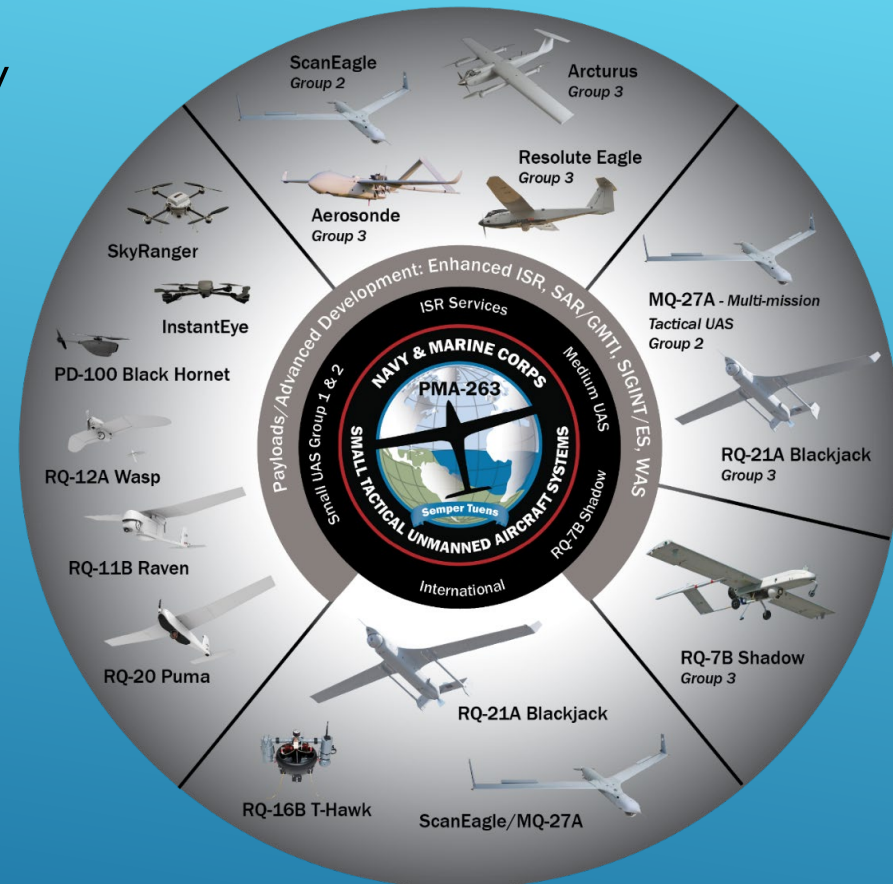 y
ScanEagle
Group 2
Arcturus
Group 3
Resolute Eagle
Group 3
Aerosonde
Group 3
SkyRanger
InstantEye
PD-100 Black Hornet
RQ-12A Wasp
RQ-11B Raven
RQ-20 Puma
MQ-27A - Multi-mission
Tactical UAS
Group 2
RQ-21A Blackjack
Group 3
RQ-7B Shadow
Group 3
RQ-21A Blackjack
RQ-16B T-Hawk
ScanEagle/MQ-27A
Payloads/Advanced Development: Enhanced ISR, SAR/GMTI, SIGINT/ES, WAS
ISR Services
Small UAS Group 1 & 2
Medium UAS
RQ-7B Shadow
International
NAVY & MARINE CORPS
PMA-263
Semper Tuens
SMALL TACTICAL UNMANNED AIRCRAFT SYSTEMS